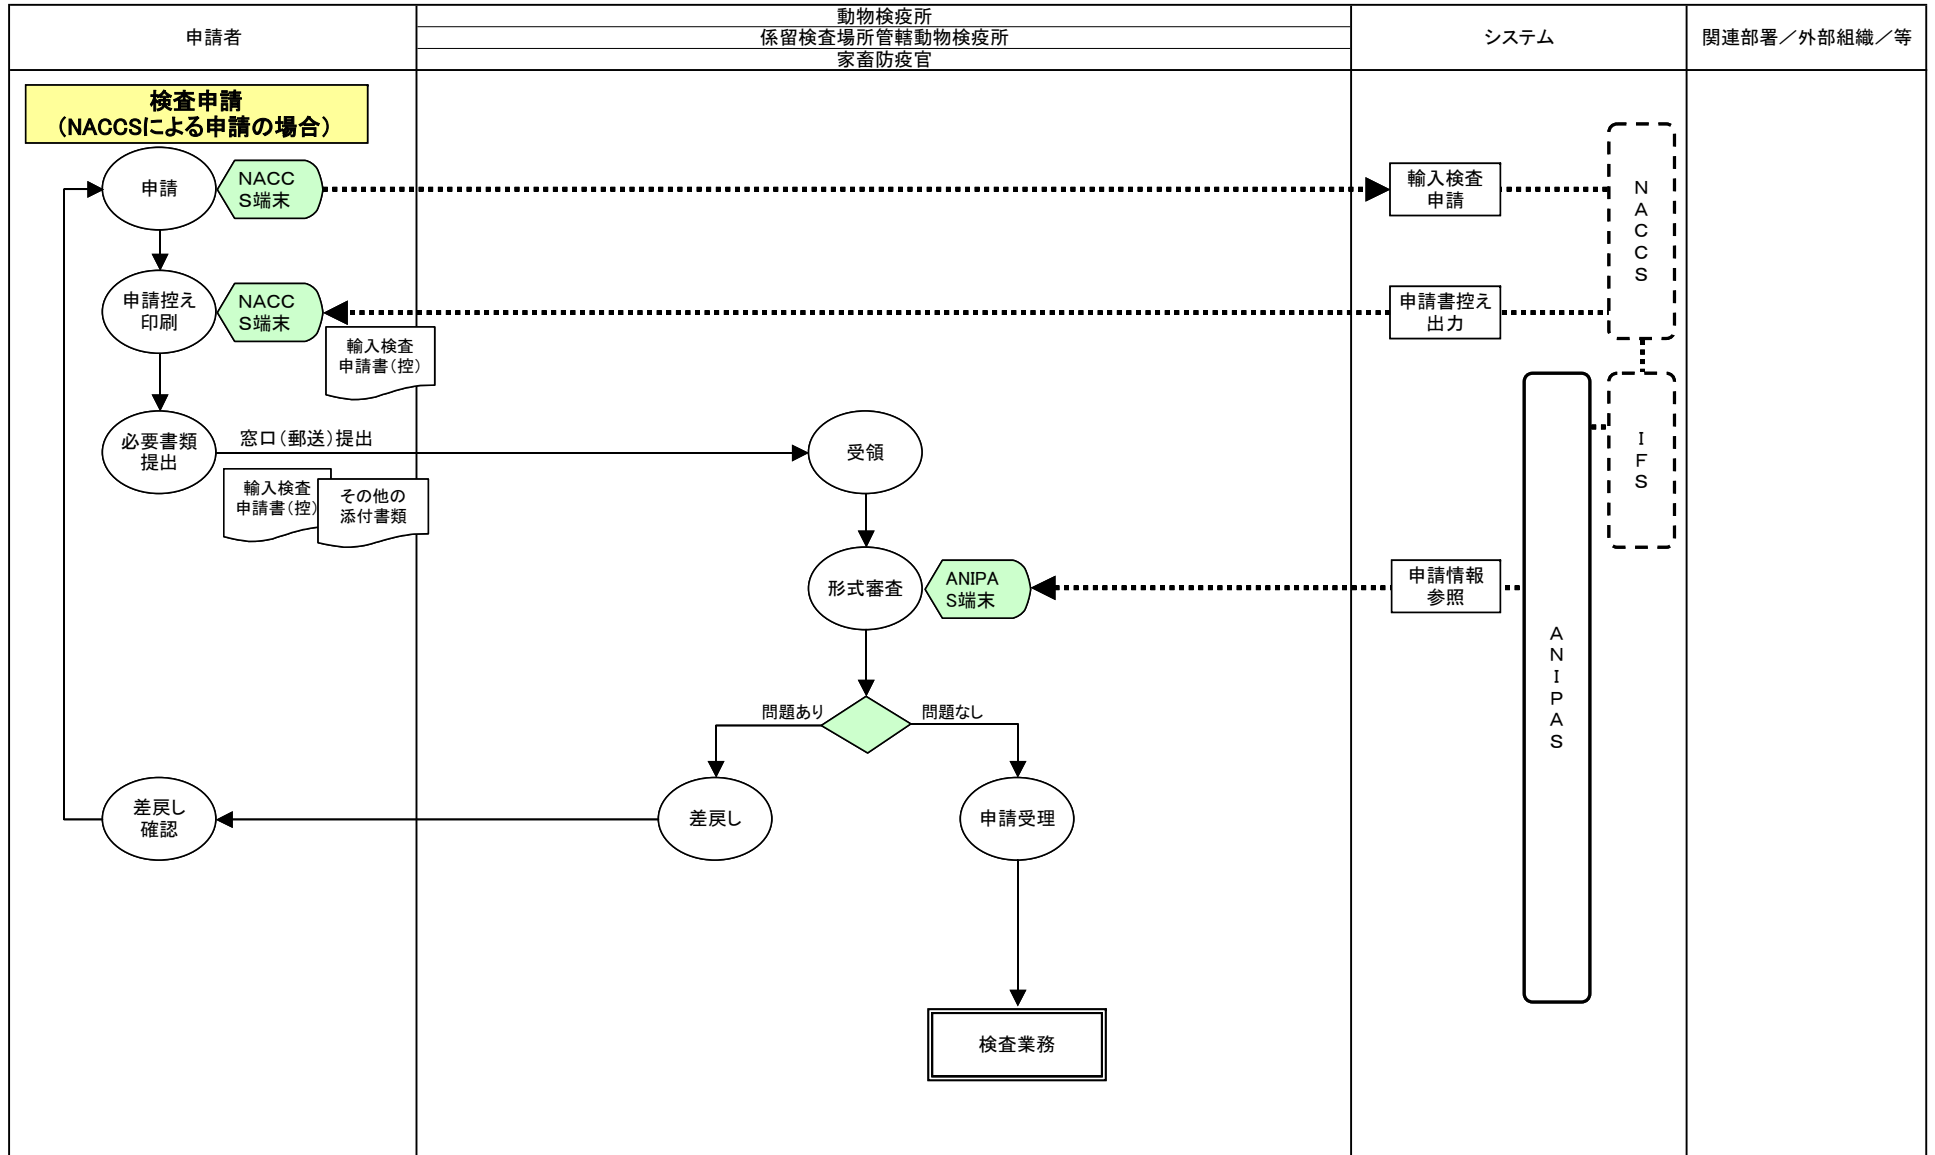 申請者
動物検疫所
係留検査場所管轄動物検疫所
家畜防疫官
システム
関連部署／外部組織／等
検査申請
（NACCSによる申請の場合）
申請
NACC
S端末
輸入検査
申請
N
A
C
C
S
申請控え
印刷
NACC
S端末
申請書控え
出力
輸入検査
申請書（控）
必要書類
提出
窓口（郵送）提出
受領
I
F
S
輸入検査
申請書（控）
その他の
添付書類
形式審査
ANIPA
S端末
申請情報
参照
A
N
I
P
A
S
問題あり
問題なし
差戻し
確認
差戻し
申請受理
検査業務